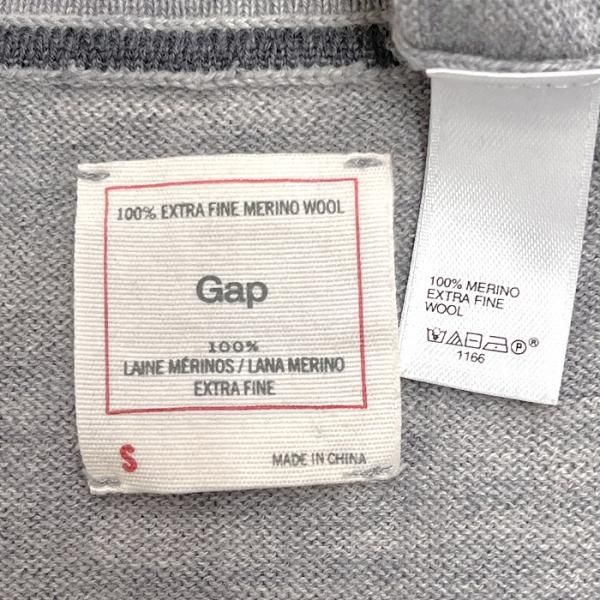 100% EXTRA FINE MERINO WOOL
Gap
100%
LAINE MÉRINOS / LANA MERINO
EXTRA FINE
S
MADE IN CHINA
100% MERINO
EXTRA FINE
WOOL
P ®
1166